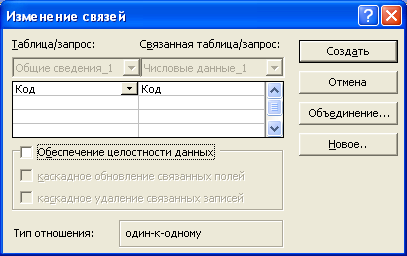 Изменение связей
Таблица/запрос: Связанная таблица/запрос:
Общие сведения_1 Числовые данные_1
Код Код
Обеспечение целостности данных
каскадное обновление связанных полей
каскадное удаление связанных записей
Тип отношения: один-к-одному
Создать
Отмена
Объединение...
Новое..